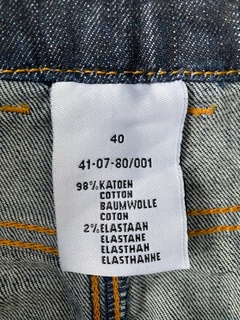 40
41-07-80/001
98% KATOEN
COTTON
BAUMWOLLE
COTON
2% ELASTAAN
ELASTANE
ELASTHAN
ELASTHANNE